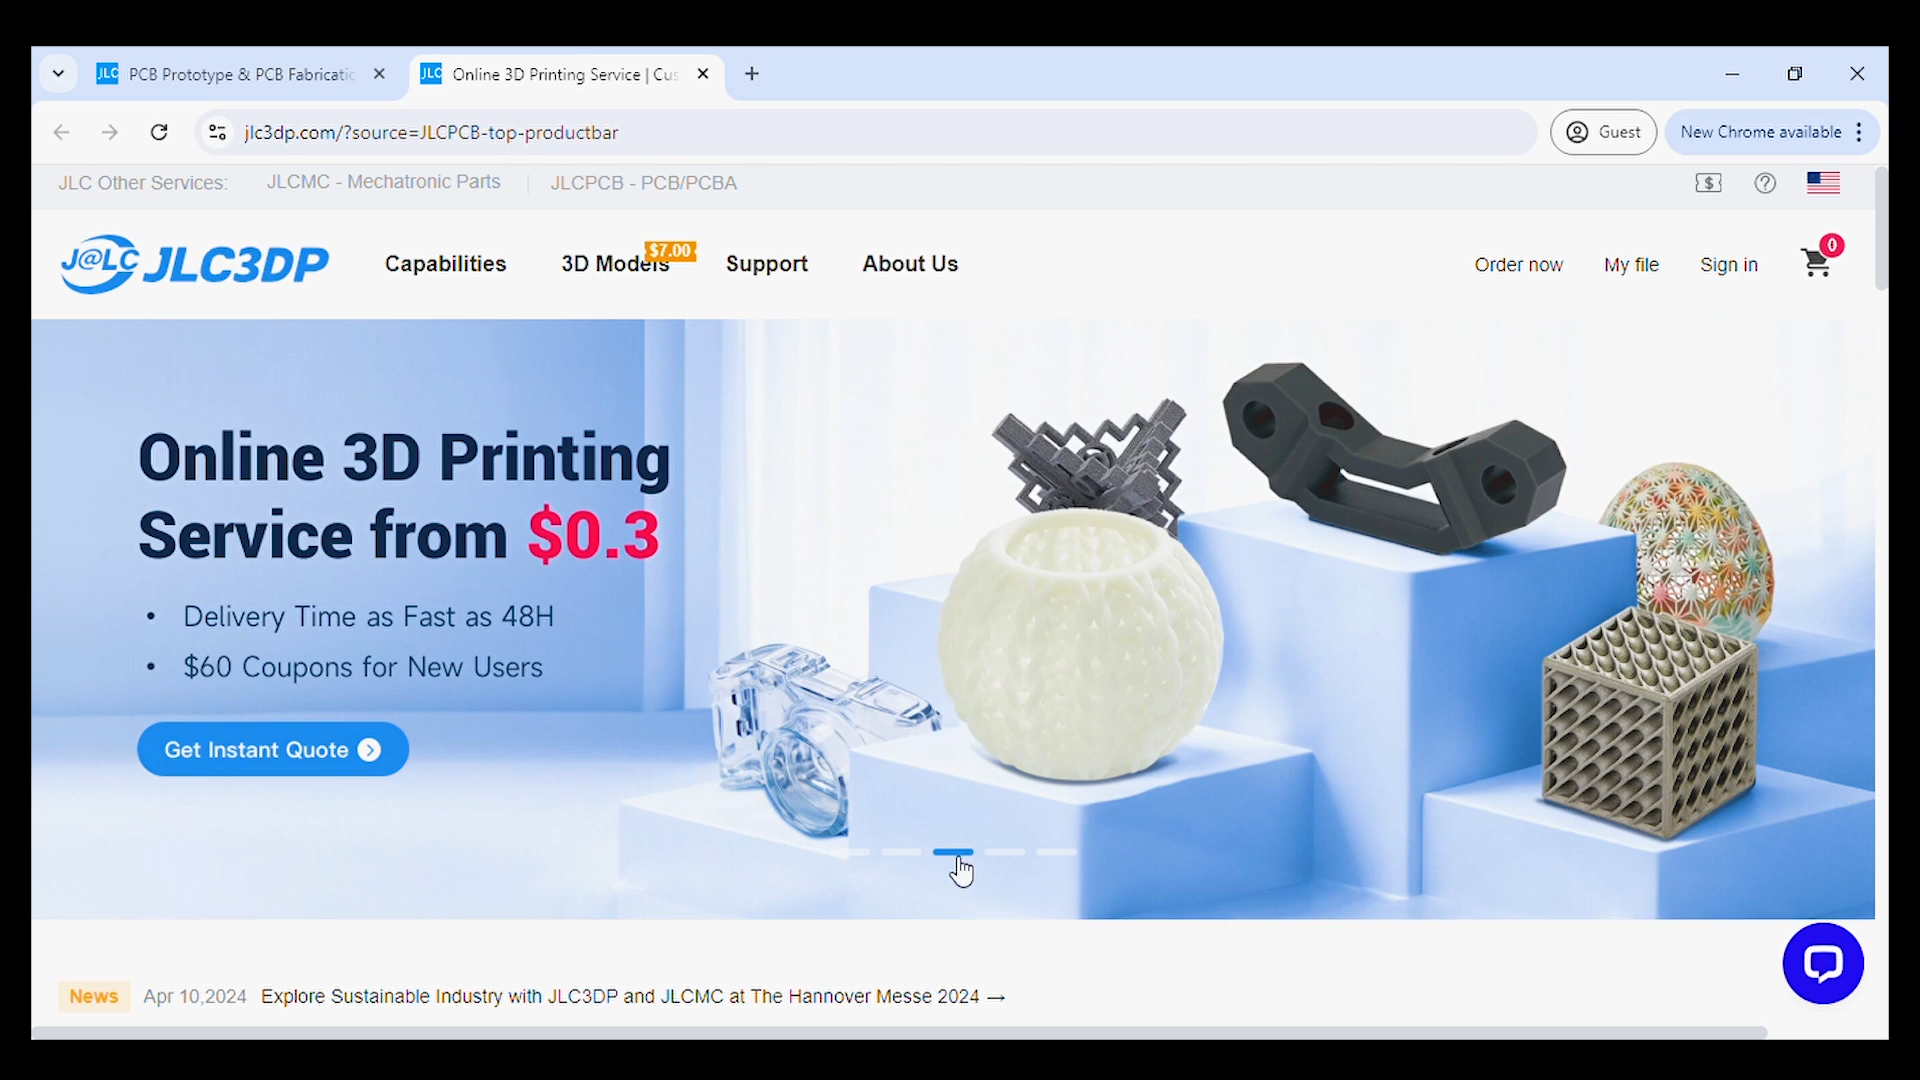 JLC PCB Prototype & PCB Fabricatio
JLC Online 3D Printing Service | Cus
jlc3dp.com/?source=JLCPCB-top-productbar
Guest
New Chrome available
JLC Other Services:
JLCMC - Mechatronic Parts
JLCPCB - PCB/PCBA
J@LC JLC3DP
Capabilities
3D Models
$7.00
Support
About Us
Order now
My file
Sign in
0
Online 3D Printing
Service from $0.3
• Delivery Time as Fast as 48H
• $60 Coupons for New Users
Get Instant Quote
News
Apr 10,2024
Explore Sustainable Industry with JLC3DP and JLCMC at The Hannover Messe 2024 →